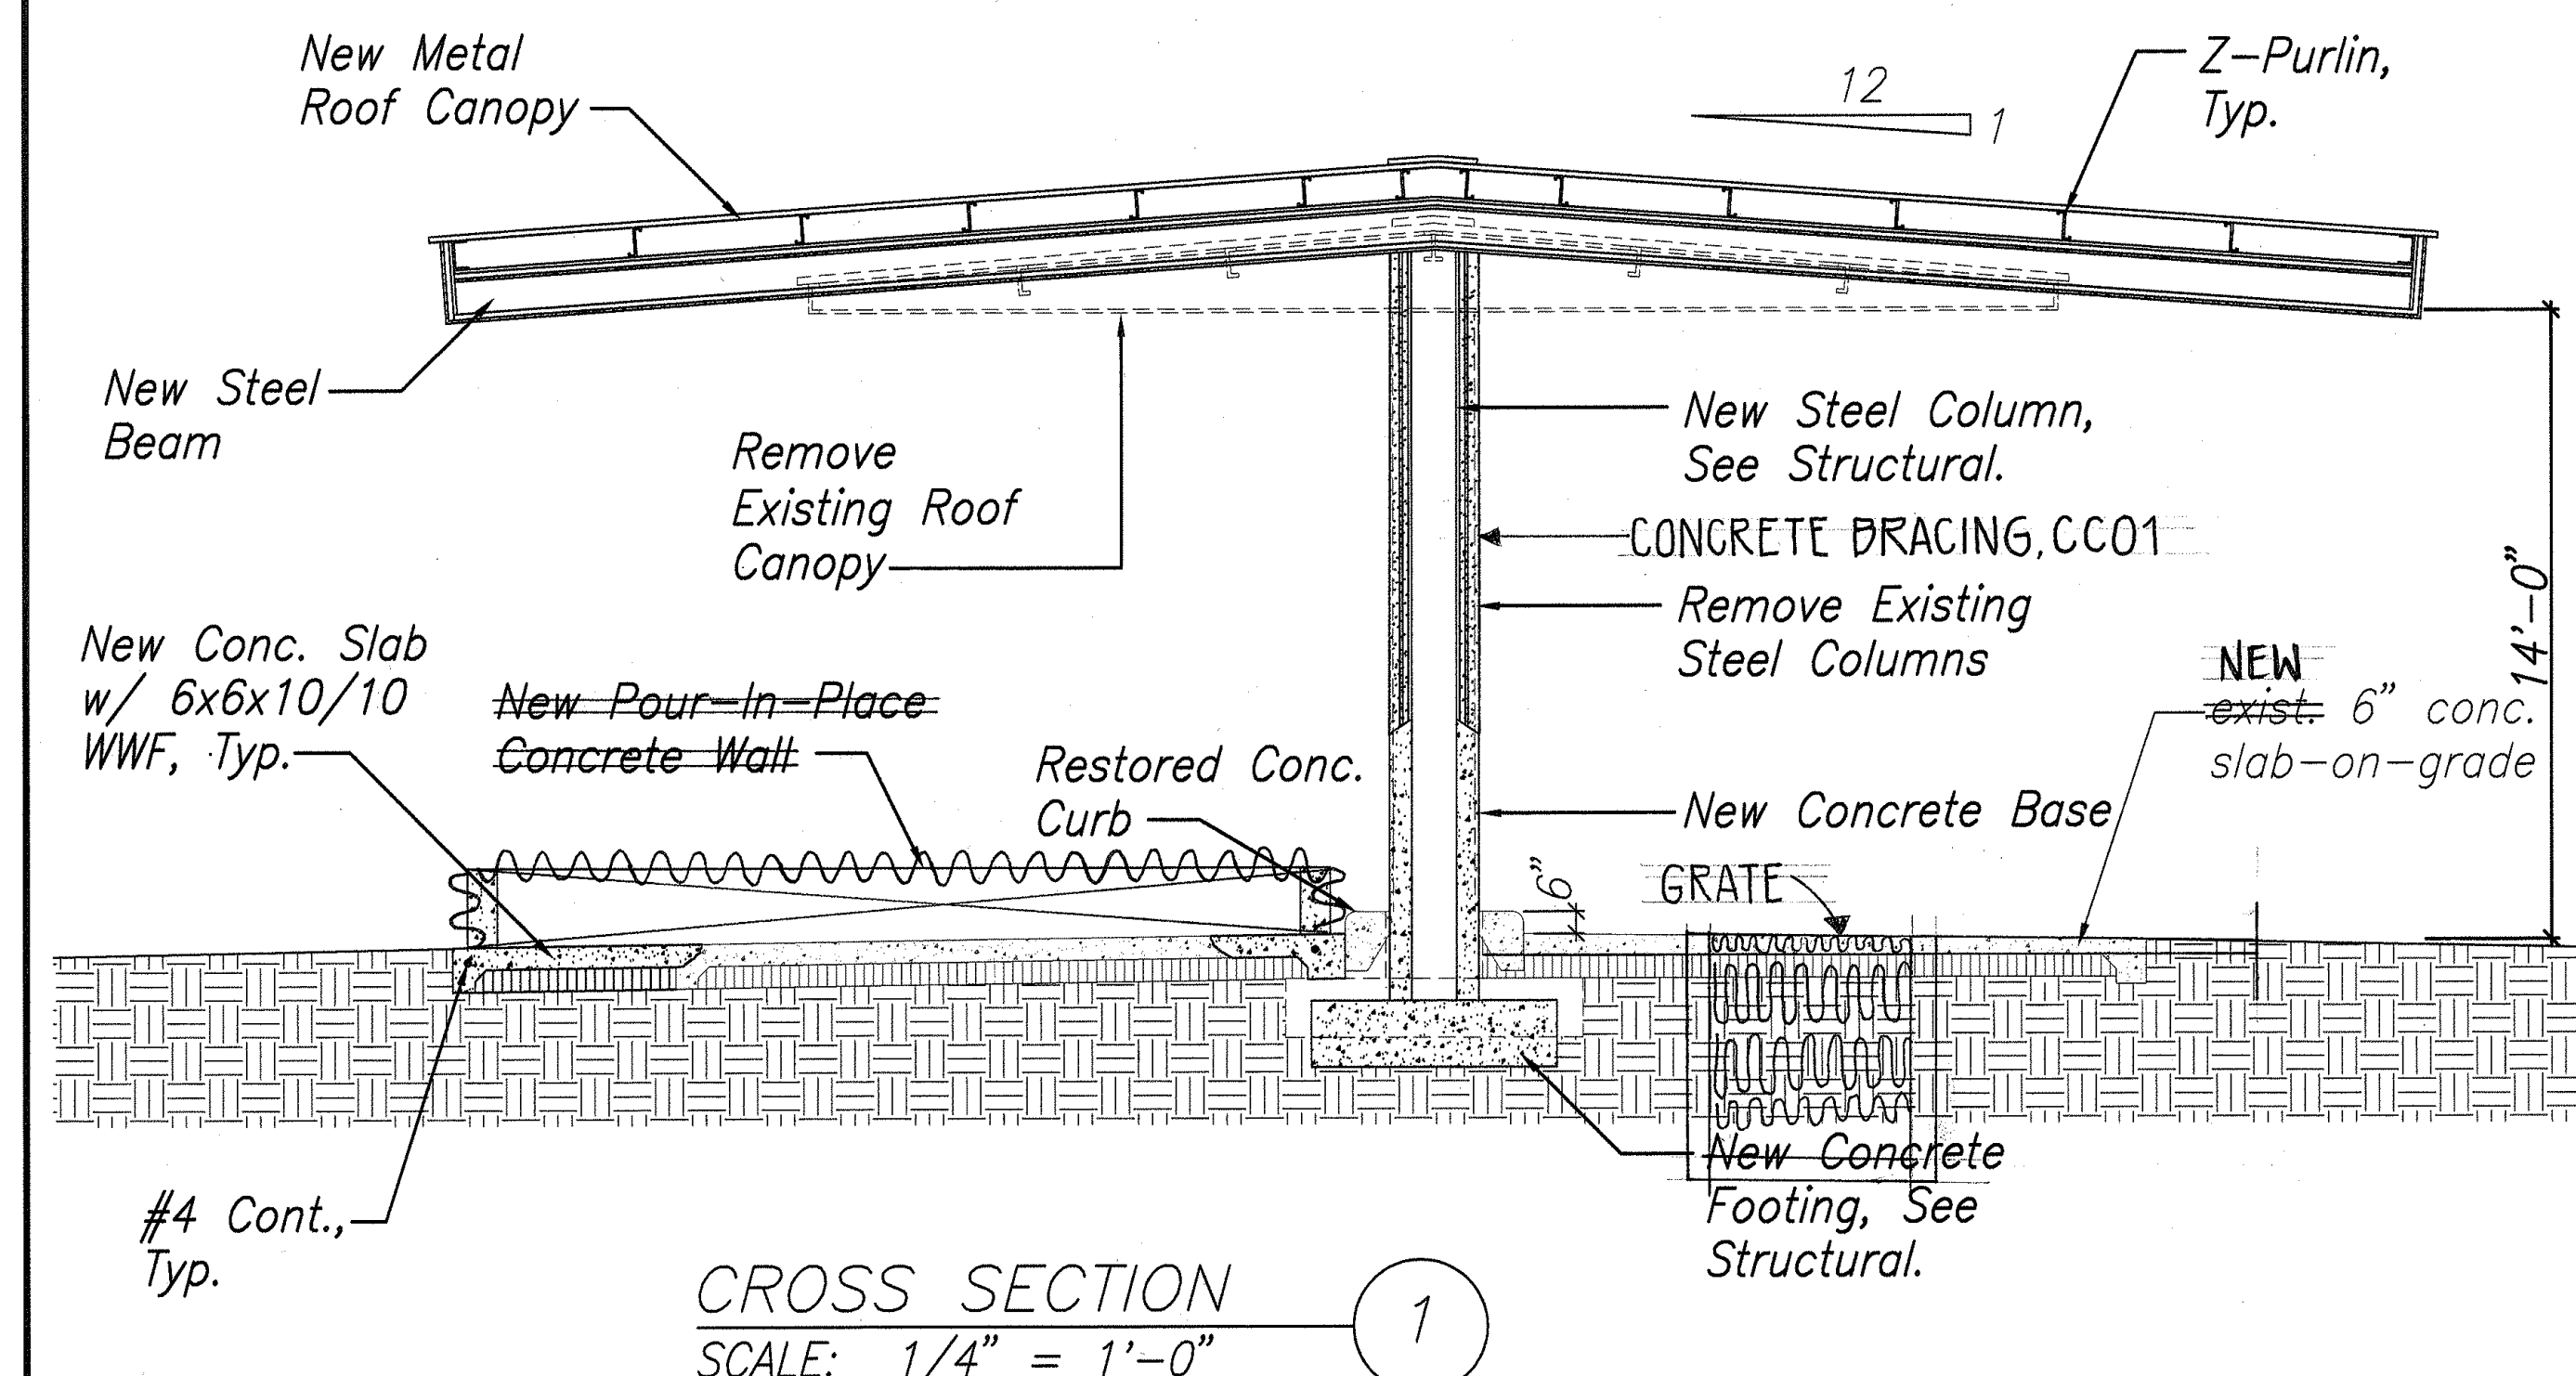 New Metal
Roof Canopy
12
1
Z-Purlin,
Typ.
New Steel
Beam
Remove
Existing Roof
Canopy
New Steel Column,
See Structural.
CONCRETE BRACING, CC01
Remove Existing
Steel Columns
14'-0"
NEW
exist. 6" conc.
slab-on-grade
New Conc. Slab
w/ 6x6x10/10
WWF, Typ.
New Pour-In-Place
Concrete Wall
Restored Conc.
Curb
New Concrete Base
6"
GRATE
#4 Cont.,
Typ.
New Concrete
Footing, See
Structural.
CROSS SECTION
1
SCALE: 1/4" = 1'-0"